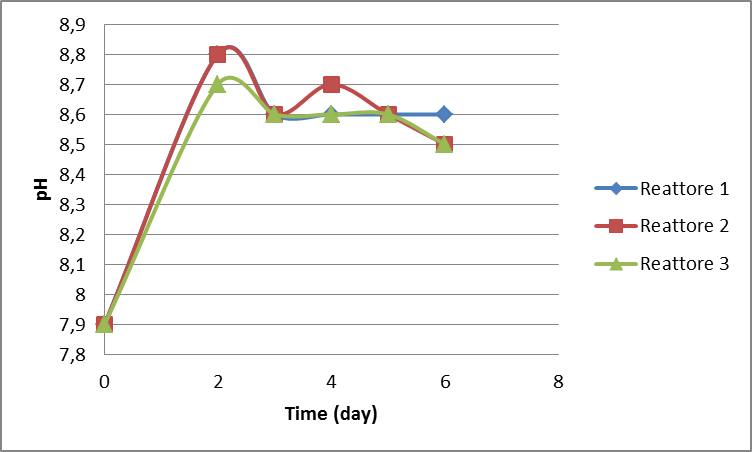 8,9
8,8
8,7
8,6
8,5
8,4
8,3
8,2
8,1
8
7,9
7,8
pH
0 2 4 6 8
Time (day)
Reattore 1
Reattore 2
Reattore 3